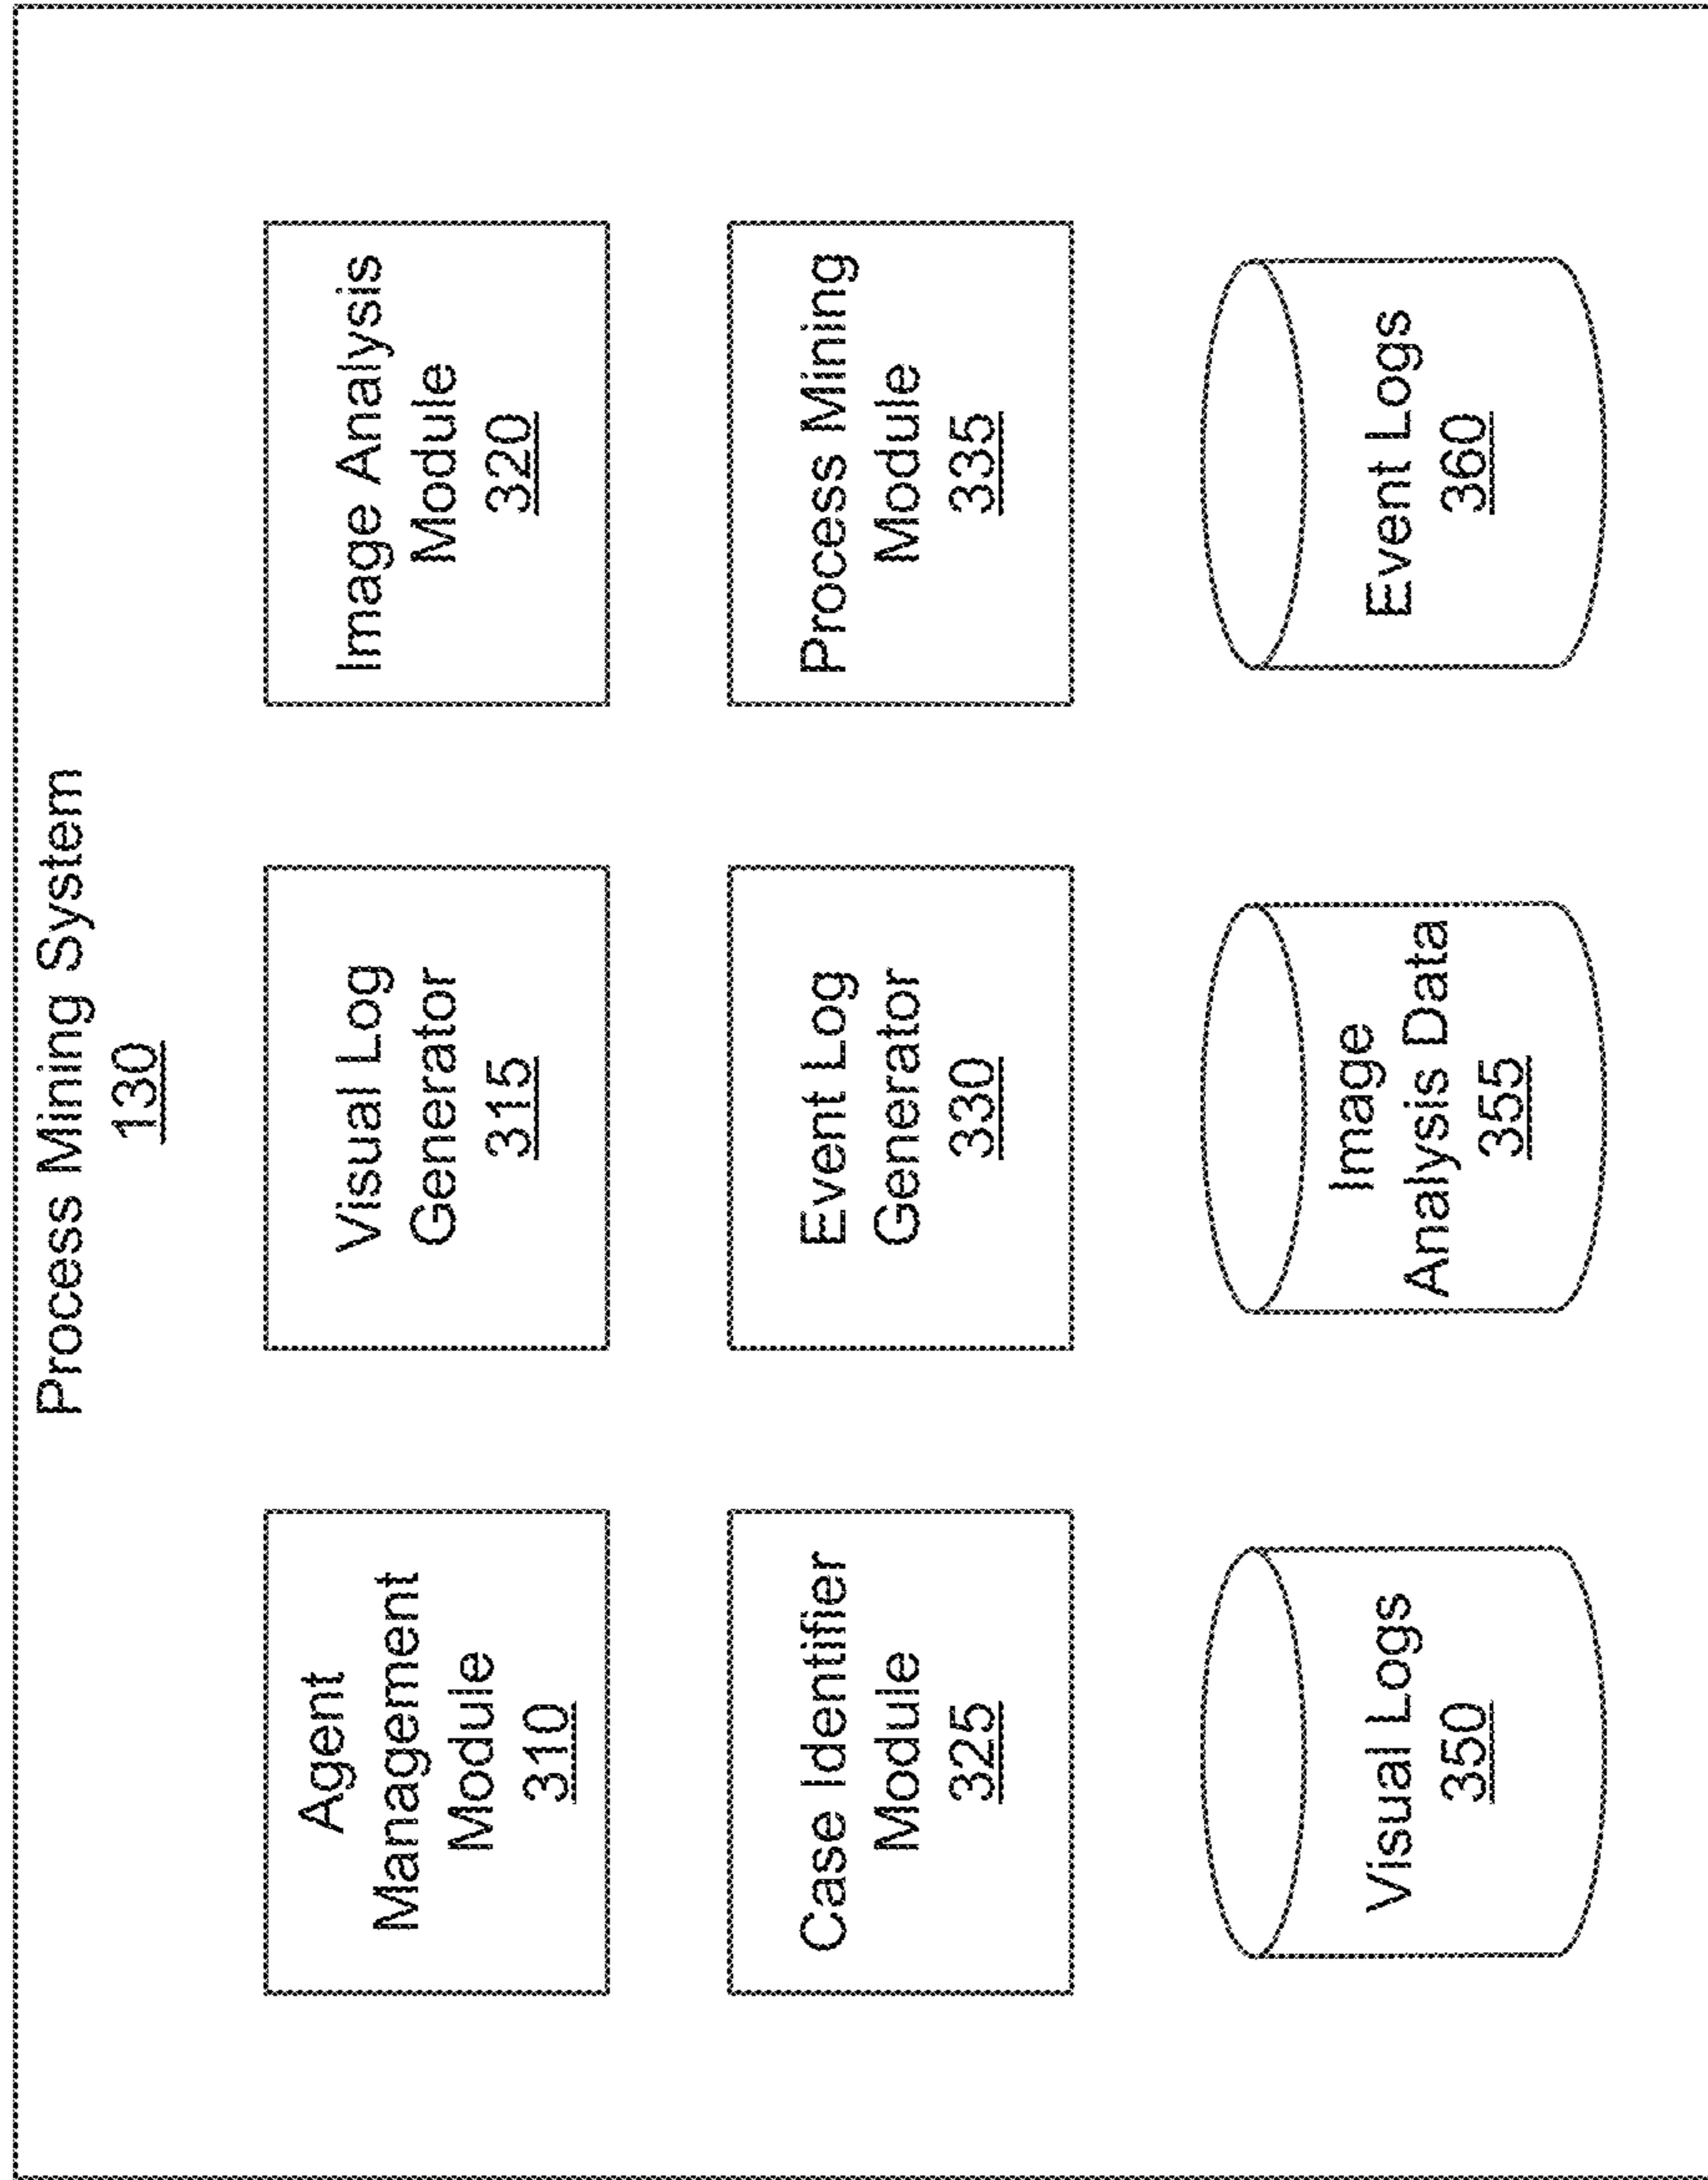 Process Mining System
130
Agent
Management
Module
310
Visual Log
Generator
315
Image Analysis
Module
320
Case Identifier
Module
325
Event Log
Generator
330
Process Mining
Module
335
Visual Logs
350
Image
Analysis Data
355
Event Logs
360